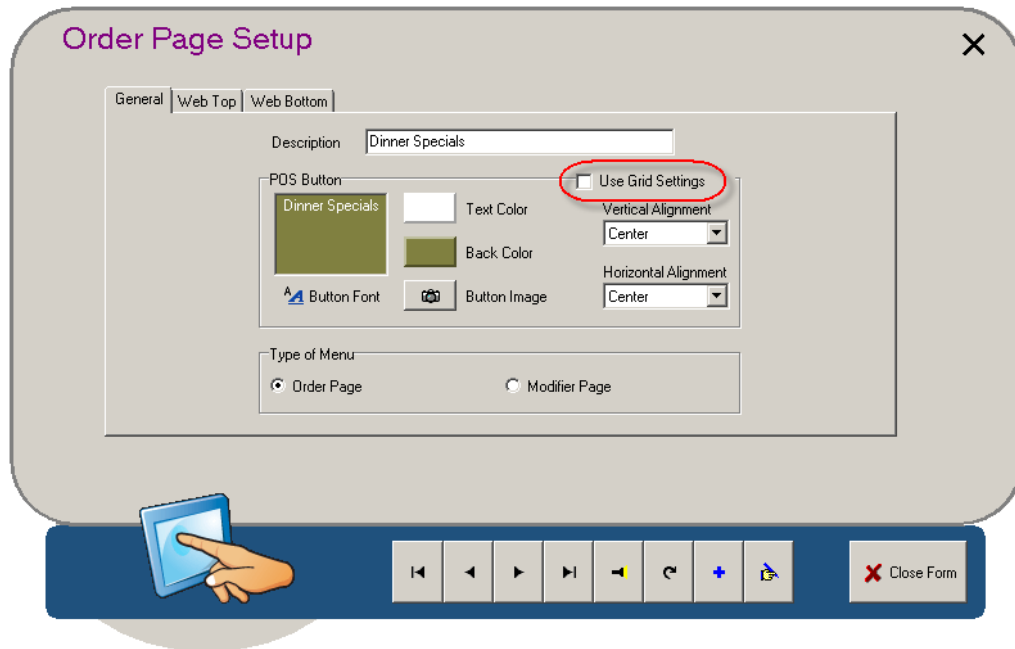 Order Page Setup
General
Web Top
Web Bottom
Description
Dinner Specials
POS Button
Use Grid Settings
Dinner Specials
Text Color
Vertical Alignment
Center
Back Color
Horizontal Alignment
AA Button Font
Button Image
Center
Type of Menu
Order Page
Modifier Page
Close Form